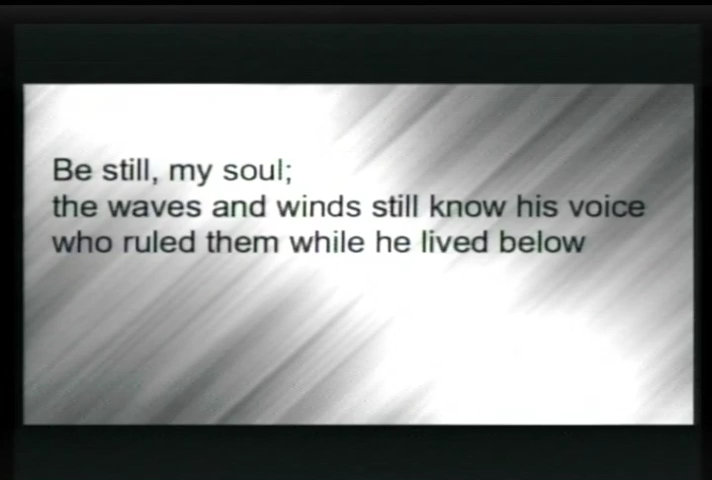 Be still, my soul;
the waves and winds still know his voice
who ruled them while he lived below